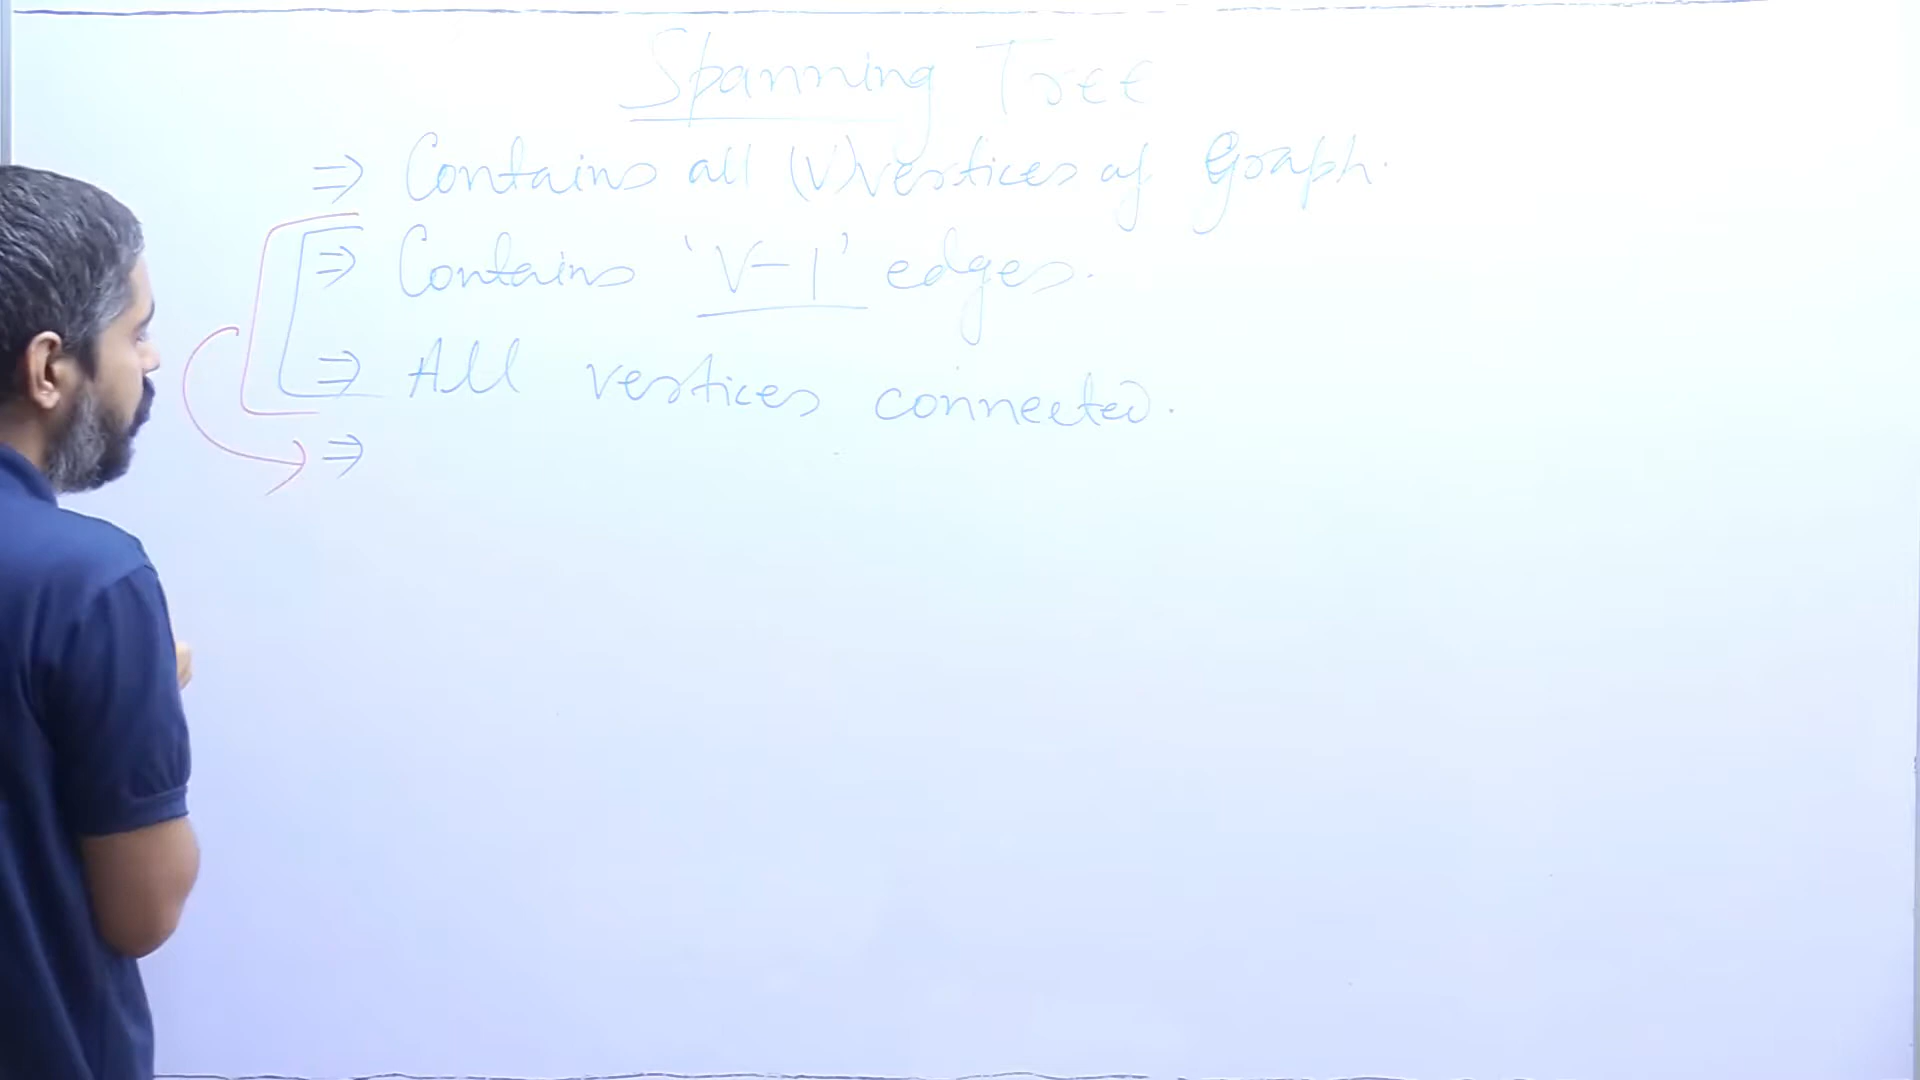 Spanning Tree
⇒ Contains all (V) vertices of Graph.
⇒ Contains 'V-1' edges.
⇒ All vertices connected.
⇒